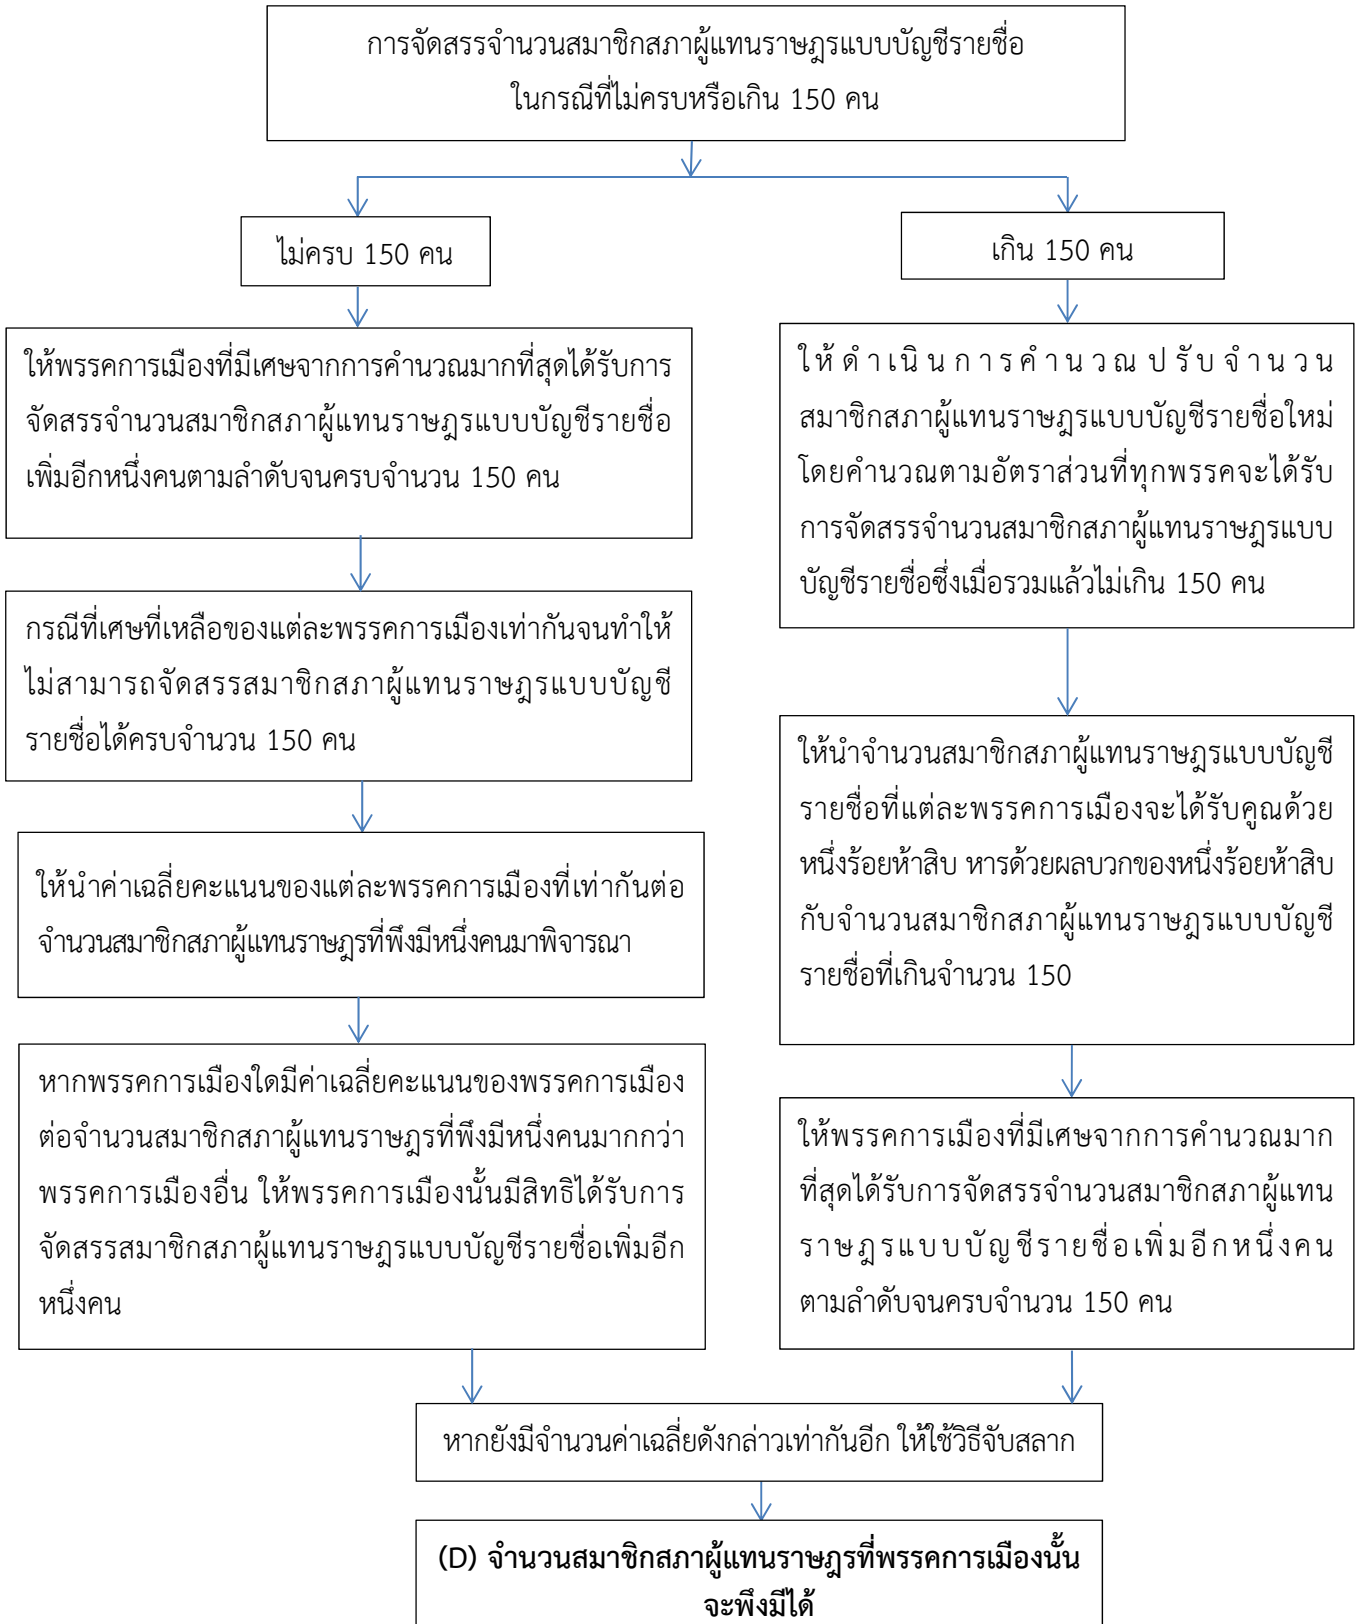 การจัดสรรจำนวนสมาชิกสภาผู้แทนราษฎรแบบบัญชีรายชื่อ
ในกรณีที่ไม่ครบหรือเกิน 150 คน
ไม่ครบ 150 คน
ให้พรรคการเมืองที่มีเศษจากการคำนวณมากที่สุดได้รับการ
จัดสรรจำนวนสมาชิกสภาผู้แทนราษฎรแบบบัญชีรายชื่อ
เพิ่มอีกหนึ่งคนตามลำดับจนครบจำนวน 150 คน
กรณีที่เศษที่เหลือของแต่ละพรรคการเมืองเท่ากันจนทำให้
ไม่สามารถจัดสรรสมาชิกสภาผู้แทนราษฎรแบบบัญชี
รายชื่อได้ครบจำนวน 150 คน
ให้นำค่าเฉลี่ยคะแนนของแต่ละพรรคการเมืองที่เท่ากันต่อ
จำนวนสมาชิกสภาผู้แทนราษฎรที่พึงมีหนึ่งคนมาพิจารณา
หากพรรคการเมืองใดมีค่าเฉลี่ยคะแนนของพรรคการเมือง
ต่อจำนวนสมาชิกสภาผู้แทนราษฎรที่พึงมีหนึ่งคนมากกว่า
พรรคการเมืองอื่น ให้พรรคการเมืองนั้นมีสิทธิได้รับการ
จัดสรรสมาชิกสภาผู้แทนราษฎรแบบบัญชีรายชื่อเพิ่มอีก
หนึ่งคน
เกิน 150 คน
ให้ดำเนินการคำนวณปรับจำนวน
สมาชิกสภาผู้แทนราษฎรแบบบัญชีรายชื่อใหม่
โดยคำนวณตามอัตราส่วนที่ทุกพรรคจะได้รับ
การจัดสรรจำนวนสมาชิกสภาผู้แทนราษฎรแบบ
บัญชีรายชื่อซึ่งเมื่อรวมแล้วไม่เกิน 150 คน
ให้นำจำนวนสมาชิกสภาผู้แทนราษฎรแบบบัญชี
รายชื่อที่แต่ละพรรคการเมืองจะได้รับคูณด้วย
หนึ่งร้อยห้าสิบ หารด้วยผลบวกของหนึ่งร้อยห้าสิบ
กับจำนวนสมาชิกสภาผู้แทนราษฎรแบบบัญชี
รายชื่อที่เกินจำนวน 150
ให้พรรคการเมืองที่มีเศษจากการคำนวณมาก
ที่สุดได้รับการจัดสรรจำนวนสมาชิกสภาผู้แทน
ราษฎรแบบบัญชีรายชื่อเพิ่มอีกหนึ่งคน
ตามลำดับจนครบจำนวน 150 คน
หากยังมีจำนวนค่าเฉลี่ยดังกล่าวเท่ากันอีก ให้ใช้วิธีจับสลาก
(D) จำนวนสมาชิกสภาผู้แทนราษฎรที่พรรคการเมืองนั้น
จะพึงมีได้